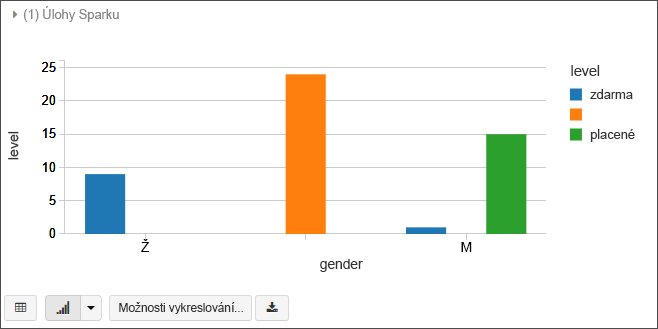 (1) Úlohy Sparku
25
20
15
10
5
0
level
Ž
M
gender
level
zdarma
placené
Možnosti vykreslování...